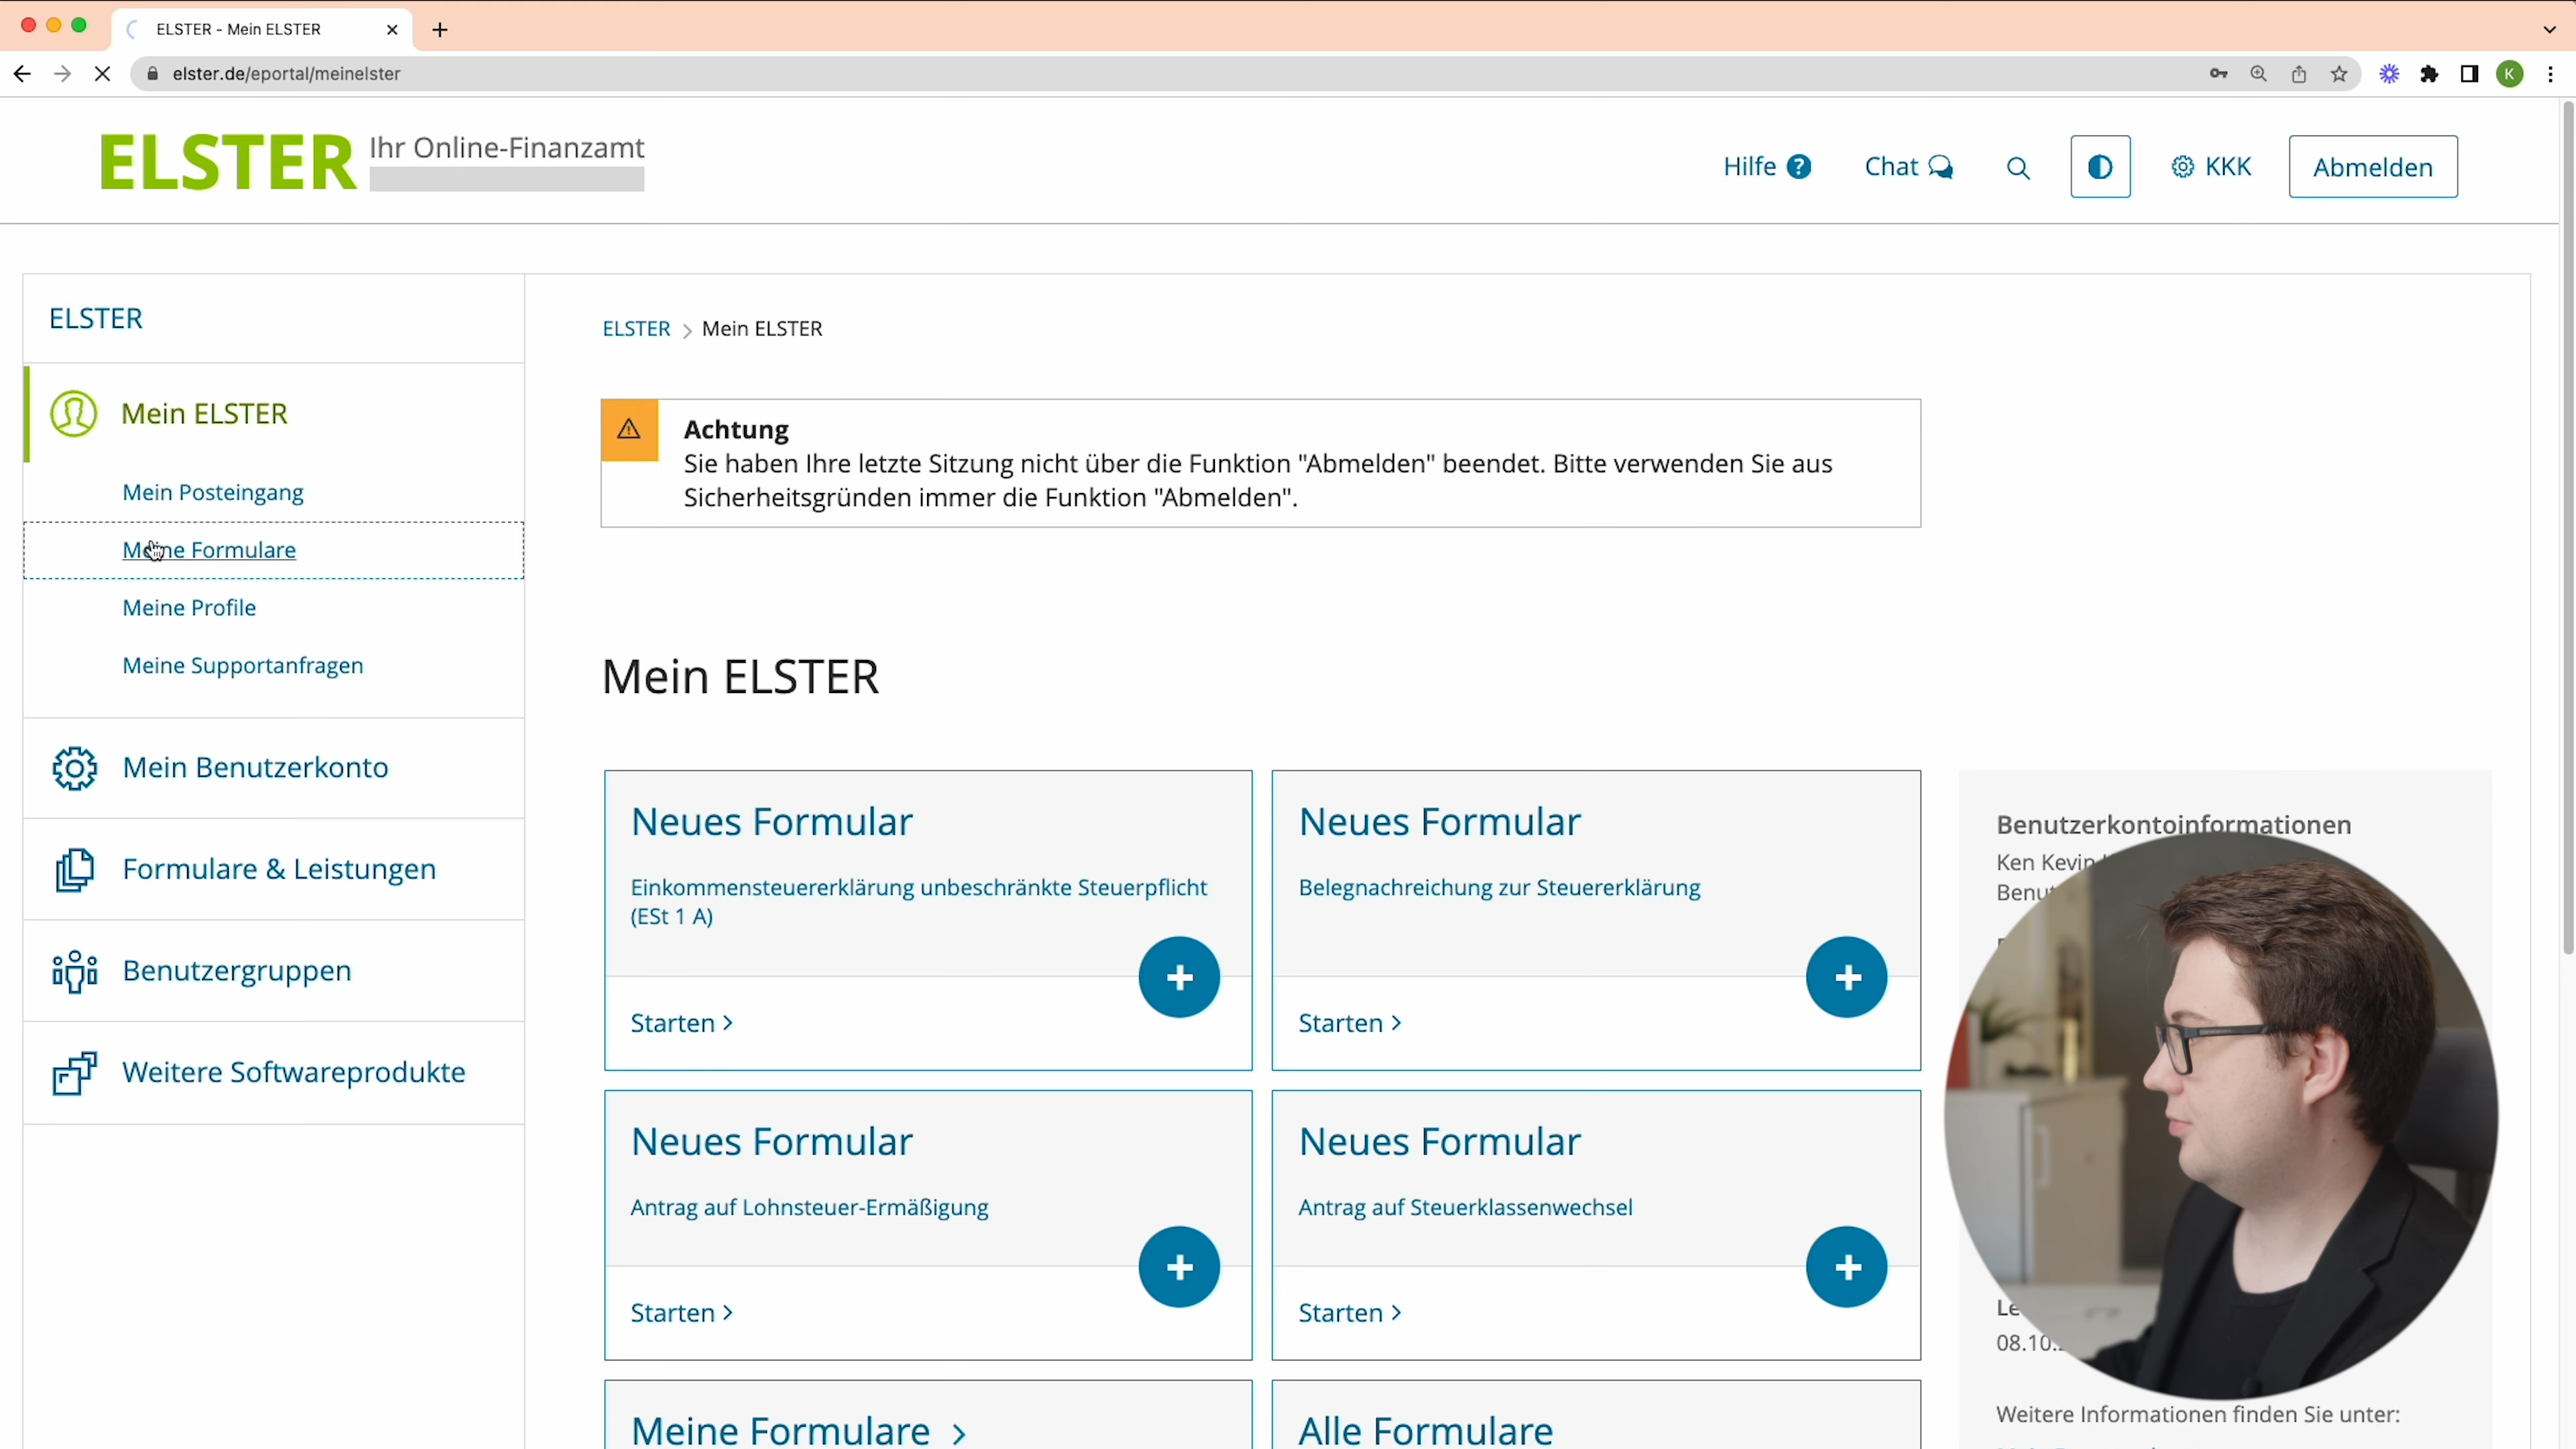 ELSTER - Mein ELSTER
elster.de/eportal/meinelster
K
ELSTER
Ihr Online-Finanzamt
Hilfe ?
Chat
KKK
Abmelden
ELSTER
Mein ELSTER
Mein Posteingang
Meine Formulare
Meine Profile
Meine Supportanfragen
Mein Benutzerkonto
Formulare & Leistungen
Benutzergruppen
Weitere Softwareprodukte
ELSTER > Mein ELSTER
Achtung
Sie haben Ihre letzte Sitzung nicht über die Funktion "Abmelden" beendet. Bitte verwenden Sie aus
Sicherheitsgründen immer die Funktion "Abmelden".
Mein ELSTER
Neues Formular
Einkommensteuererklärung unbeschränkte Steuerpflicht
(ESt 1 A)
Starten >
Neues Formular
Belegnachreichung zur Steuererklärung
Starten >
Neues Formular
Antrag auf Lohnsteuer-Ermäßigung
Starten >
Neues Formular
Antrag auf Steuerklassenwechsel
Starten >
Meine Formulare >
Alle Formulare
Benutzerkontoinformationen
Ken Kevin
08.10.
Weitere Informationen finden Sie unter: